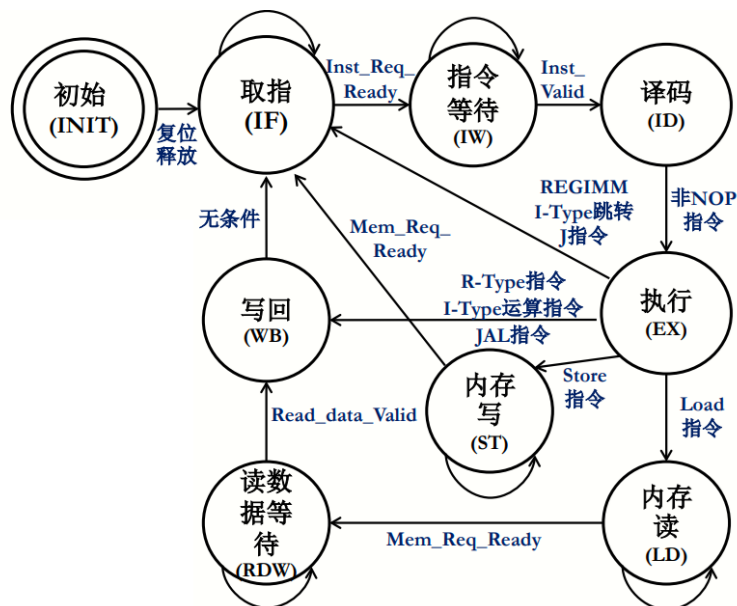 初始
(INIT)
复位
释放
取指
(IF)
Inst_Req_
Ready
指令
等待
(IW)
Inst_
Valid
译码
(ID)
REGIMM
I-Type跳转
J指令
非NOP
指令
Mem_Req_
Ready
无条件
写回
(WB)
R-Type指令
I-Type运算指令
JAL指令
执行
(EX)
内存
写
(ST)
Store
指令
Load
指令
Read_data_Valid
读数
据等
待
(RDW)
Mem_Req_Ready
内存
读
(LD)